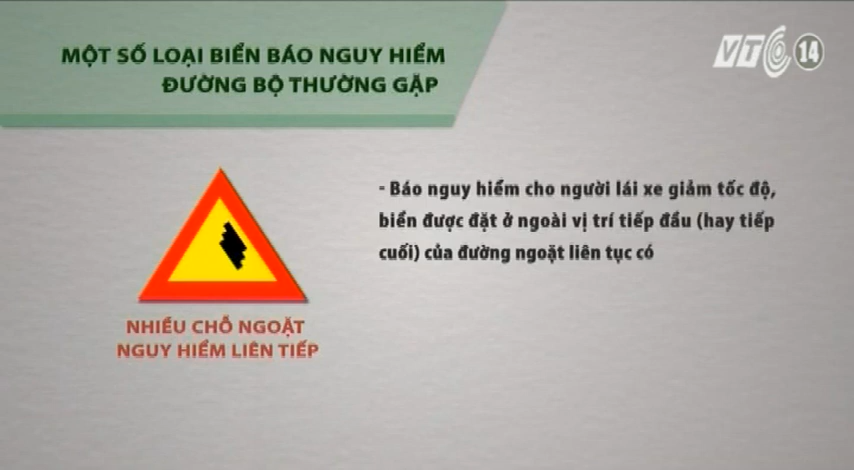 MỘT SỐ LOẠI BIỂN BÁO NGUY HIỂM
ĐƯỜNG BỘ THƯỜNG GẶP
VTC14
- Báo nguy hiểm cho người lái xe giảm tốc độ,
biển được đặt ở ngoài vị trí tiếp đầu (hay tiếp
cuối) của đường ngoặt liên tục có
NHIỀU CHỖ NGOẶT
NGUY HIỂM LIÊN TIẾP